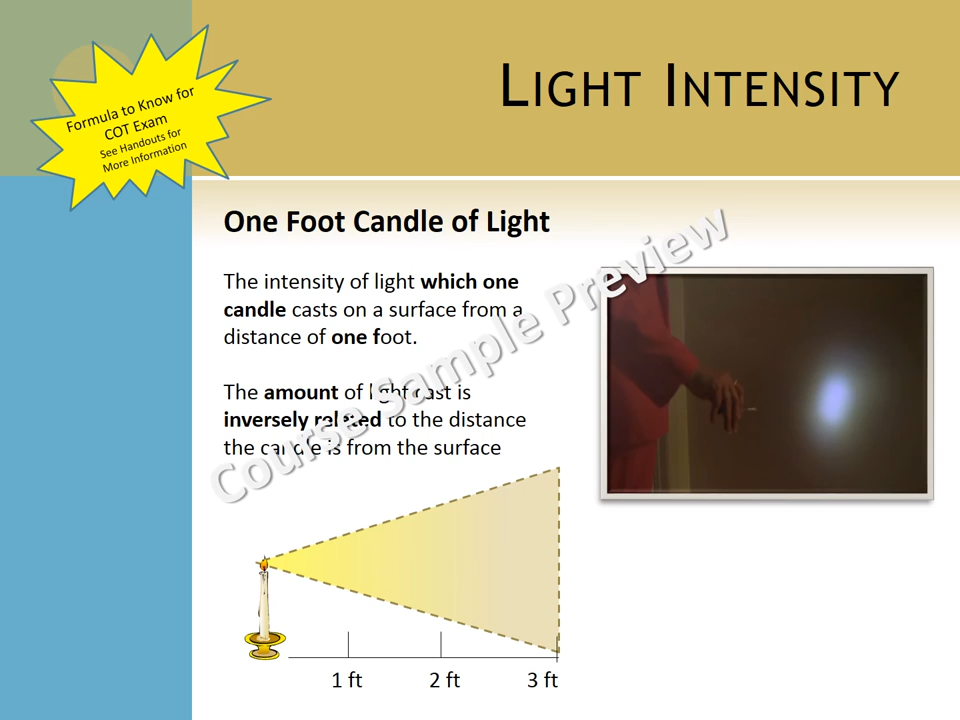 LIGHT INTENSITY
Formula to Know for
COT Exam
See Handouts for
More Information
One Foot Candle of Light
The intensity of light which one
candle casts on a surface from a
distance of one foot.
The amount of light cast is
inversely related to the distance
the candle is from the surface
Course Sample Preview
1 ft
2 ft
3 ft